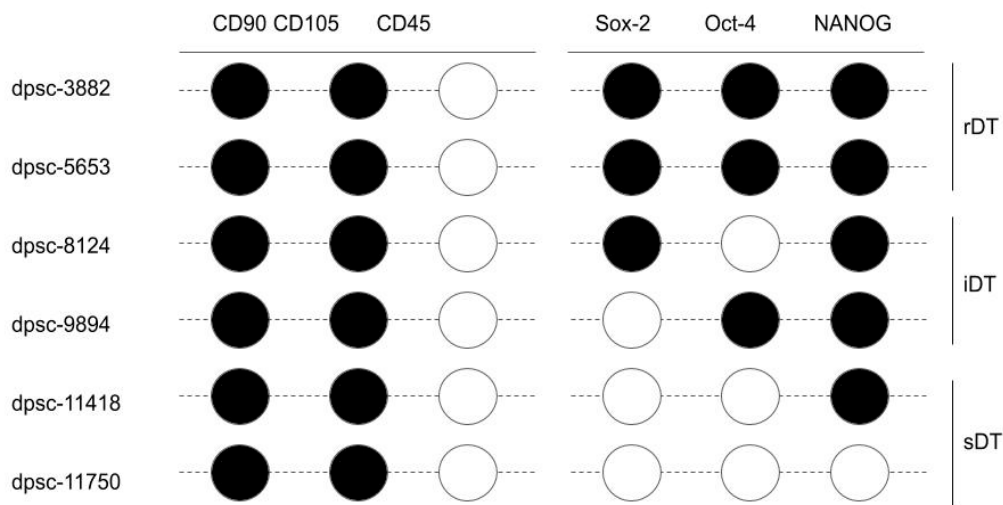 CD90 CD105 CD45 Sox-2 Oct-4 NANOG
dpsc-3882
rDT
dpsc-5653
dpsc-8124
iDT
dpsc-9894
dpsc-11418
sDT
dpsc-11750